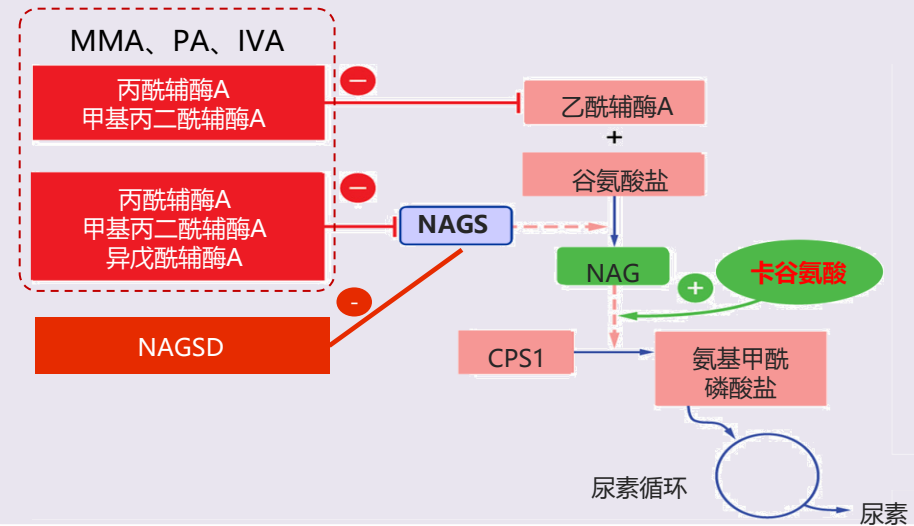 MMA、PA、IVA
丙酰辅酶A
甲基丙二酰辅酶A
−
乙酰辅酶A
+
谷氨酸盐
丙酰辅酶A
甲基丙二酰辅酶A
异戊酰辅酶A
−
NAGS
NAG
+
卡谷氨酸
NAGSD
-
CPS1
氨基甲酰
磷酸盐
尿素循环
尿素